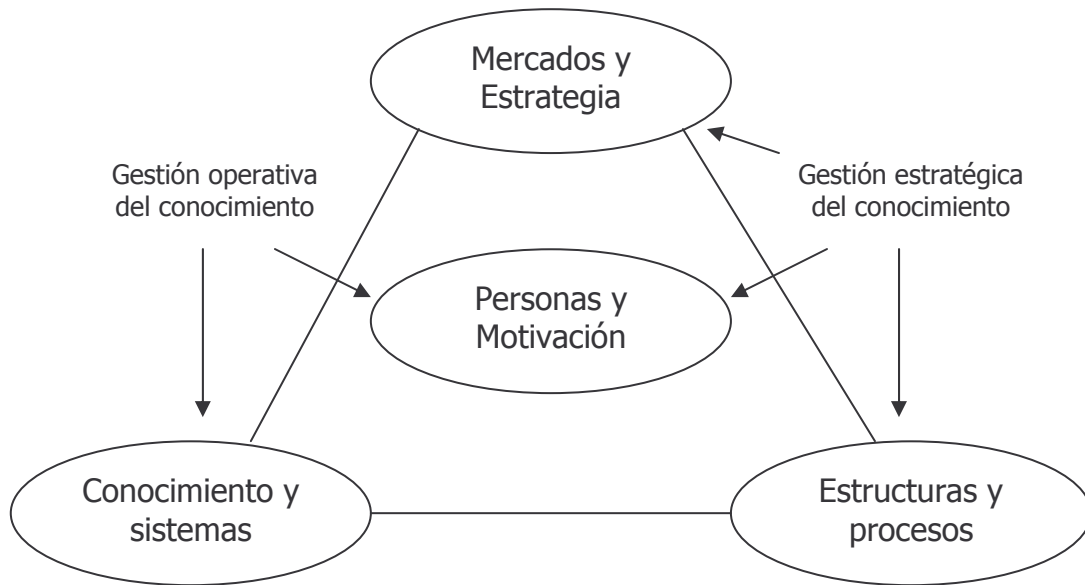 Mercados y
Estrategia
Gestión operativa
del conocimiento
Gestión estratégica
del conocimiento
Personas y
Motivación
Conocimiento y
sistemas
Estructuras y
procesos